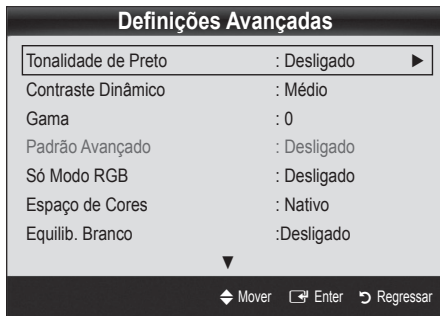 Definições Avançadas
Tonalidade de Preto : Desligado
Contraste Dinâmico : Médio
Gama : 0
Padrão Avançado : Desligado
Só Modo RGB : Desligado
Espaço de Cores : Nativo
Equilib. Branco :Desligado
Mover Enter Regressar